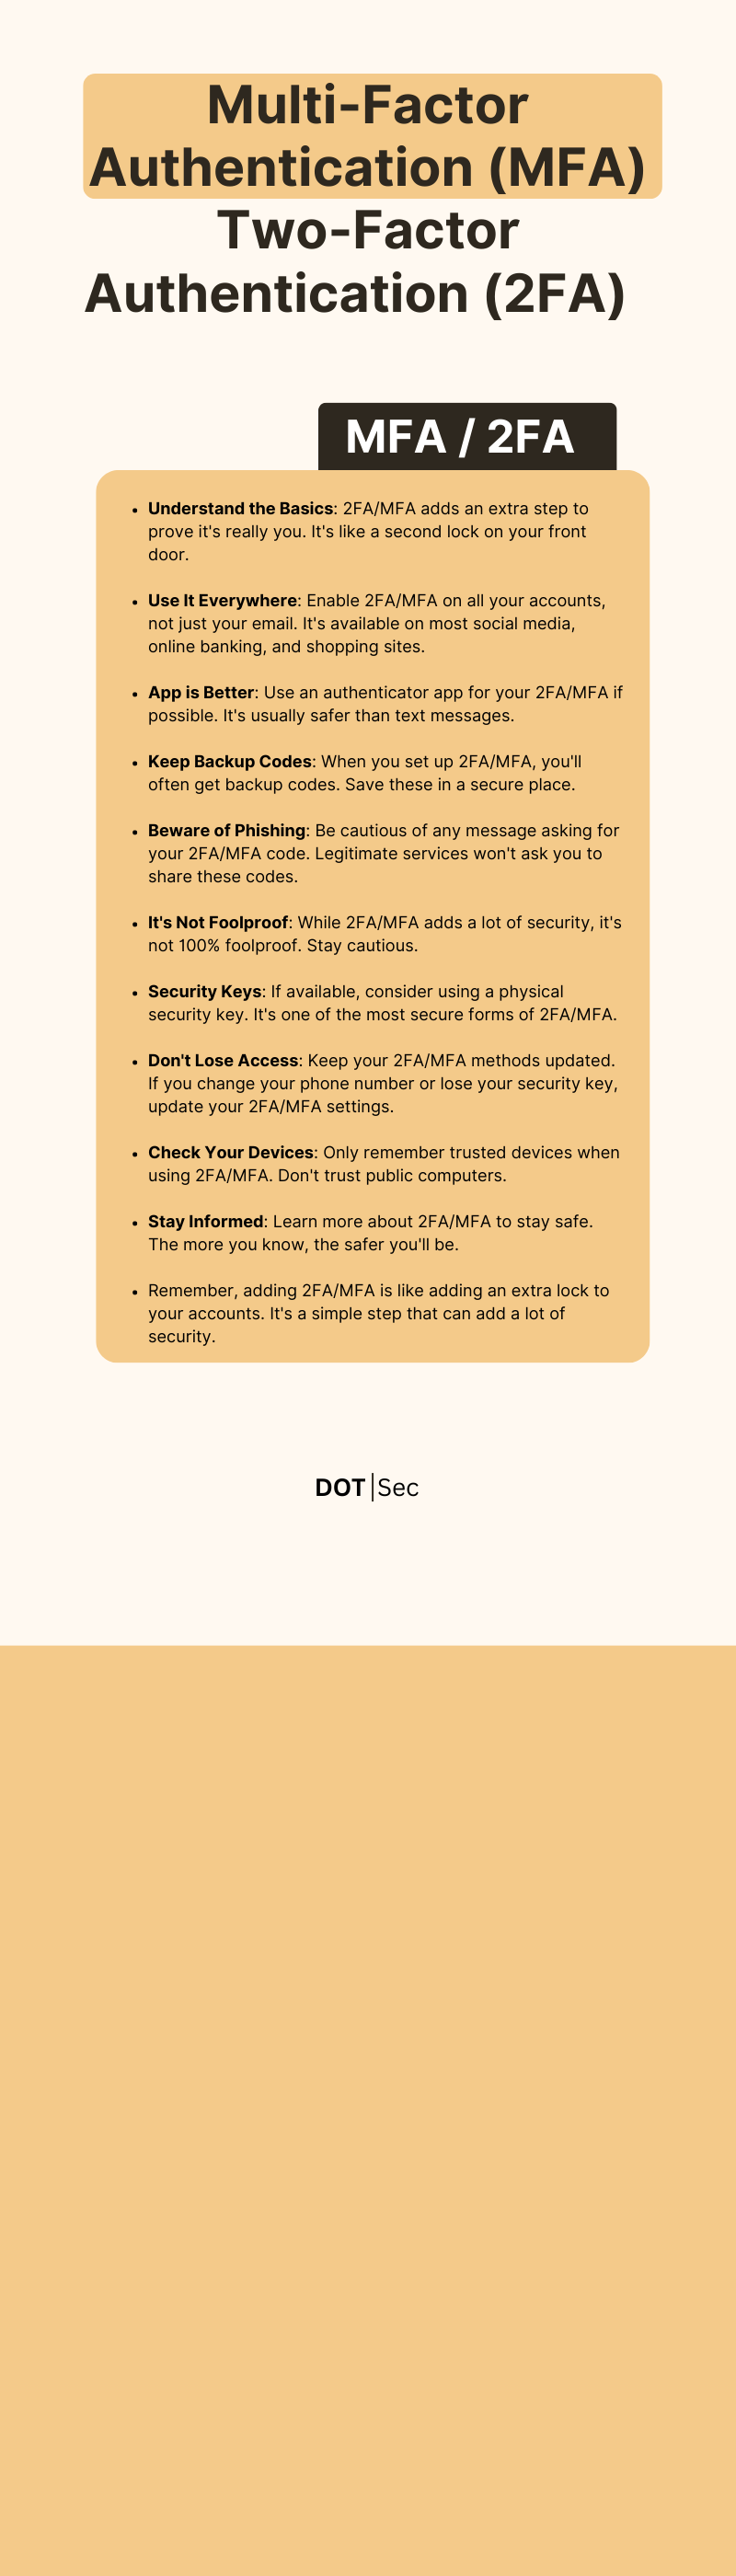 Multi-Factor
Authentication (MFA)
Two-Factor
Authentication (2FA)
MFA / 2FA
• Understand the Basics: 2FA/MFA adds an extra step to
prove it's really you. It's like a second lock on your front
door.
• Use It Everywhere: Enable 2FA/MFA on all your accounts,
not just your email. It's available on most social media,
online banking, and shopping sites.
• App is Better: Use an authenticator app for your 2FA/MFA if
possible. It's usually safer than text messages.
• Keep Backup Codes: When you set up 2FA/MFA, you'll
often get backup codes. Save these in a secure place.
• Beware of Phishing: Be cautious of any message asking for
your 2FA/MFA code. Legitimate services won't ask you to
share these codes.
• It's Not Foolproof: While 2FA/MFA adds a lot of security, it's
not 100% foolproof. Stay cautious.
• Security Keys: If available, consider using a physical
security key. It's one of the most secure forms of 2FA/MFA.
• Don't Lose Access: Keep your 2FA/MFA methods updated.
If you change your phone number or lose your security key,
update your 2FA/MFA settings.
• Check Your Devices: Only remember trusted devices when
using 2FA/MFA. Don't trust public computers.
• Stay Informed: Learn more about 2FA/MFA to stay safe.
The more you know, the safer you'll be.
• Remember, adding 2FA/MFA is like adding an extra lock to
your accounts. It's a simple step that can add a lot of
security.
DOT|Sec